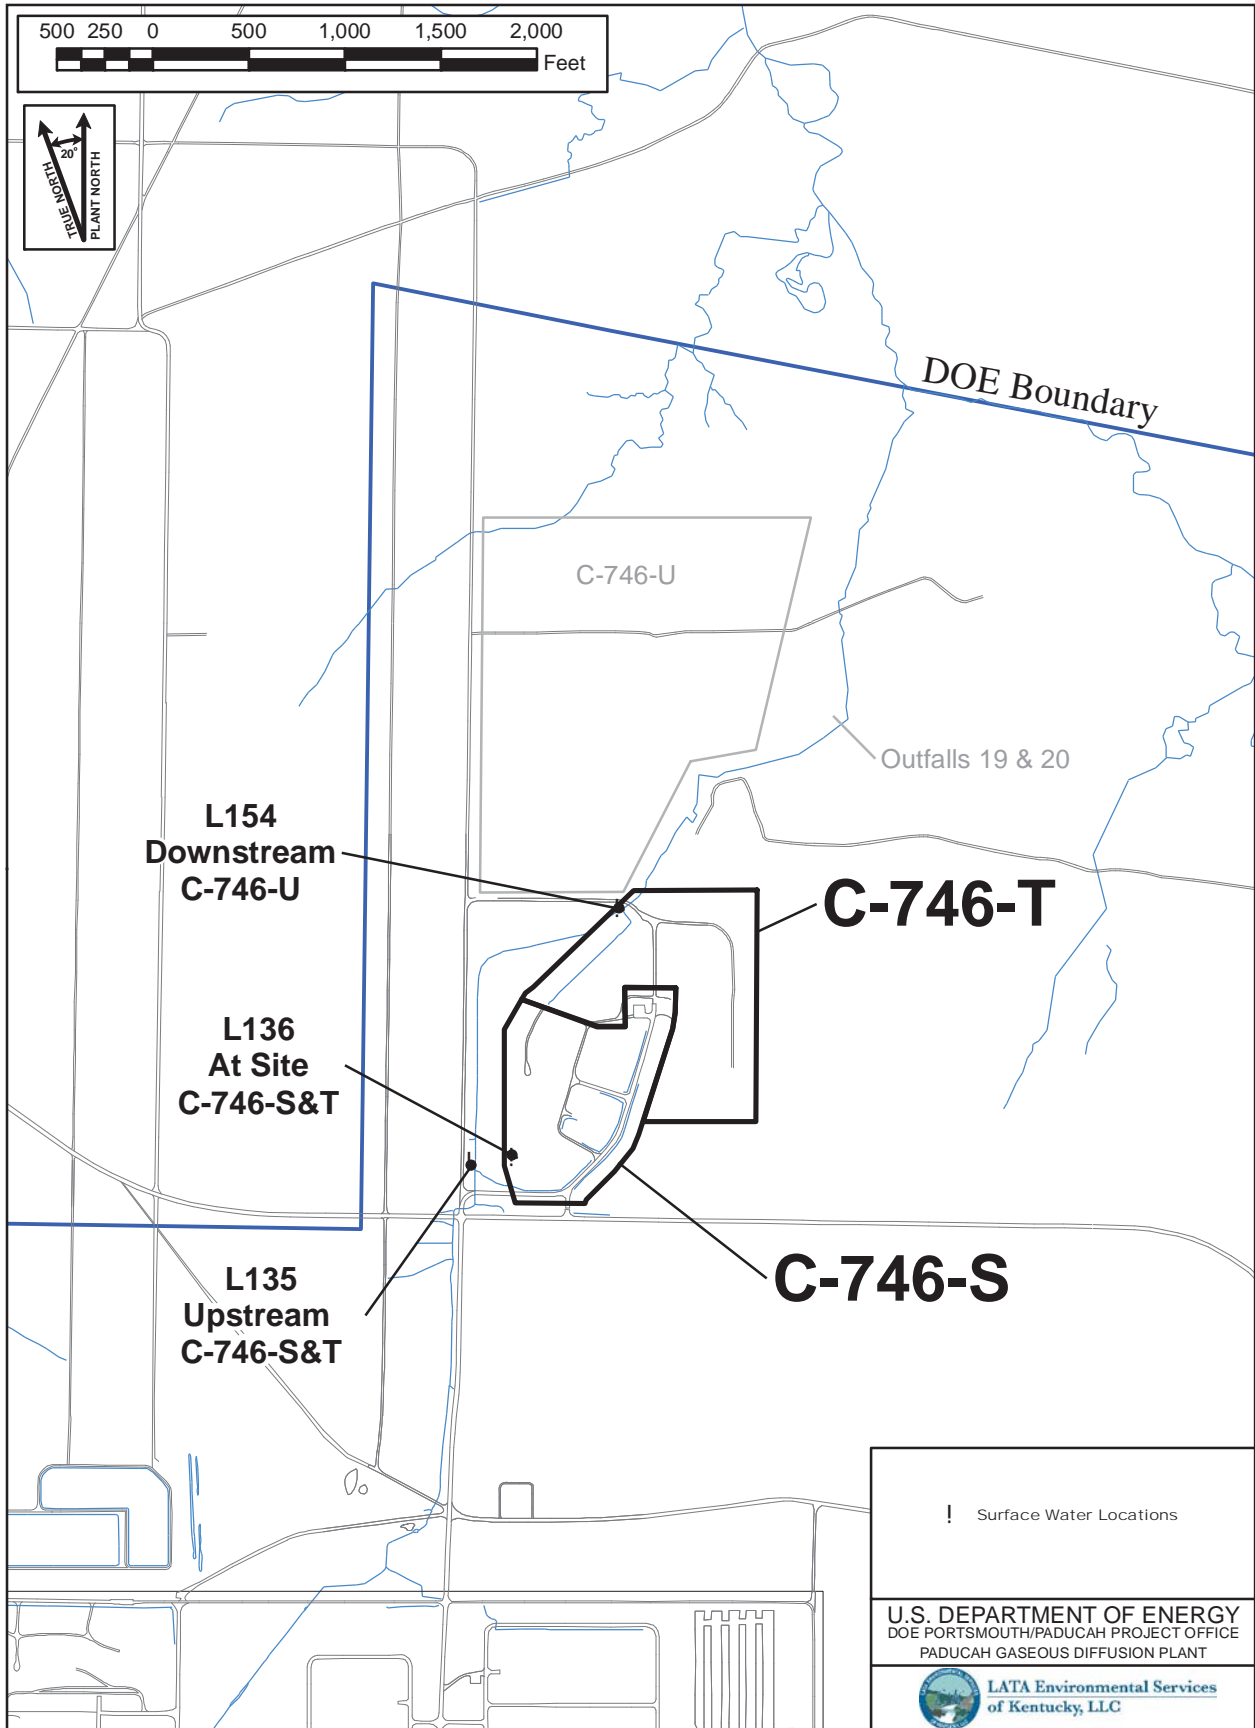 500 250 0 500 1,000 1,500 2,000
Feet
20°
TRUE NORTH
PLANT NORTH
DOE Boundary
C-746-U
Outfalls 19 & 20
L154
Downstream
C-746-U
C-746-T
L136
At Site
C-746-S&T
L135
Upstream
C-746-S&T
C-746-S
! Surface Water Locations
U.S. DEPARTMENT OF ENERGY
DOE PORTSMOUTH/PADUCAH PROJECT OFFICE
PADUCAH GASEOUS DIFFUSION PLANT
LATA Environmental Services
of Kentucky, LLC